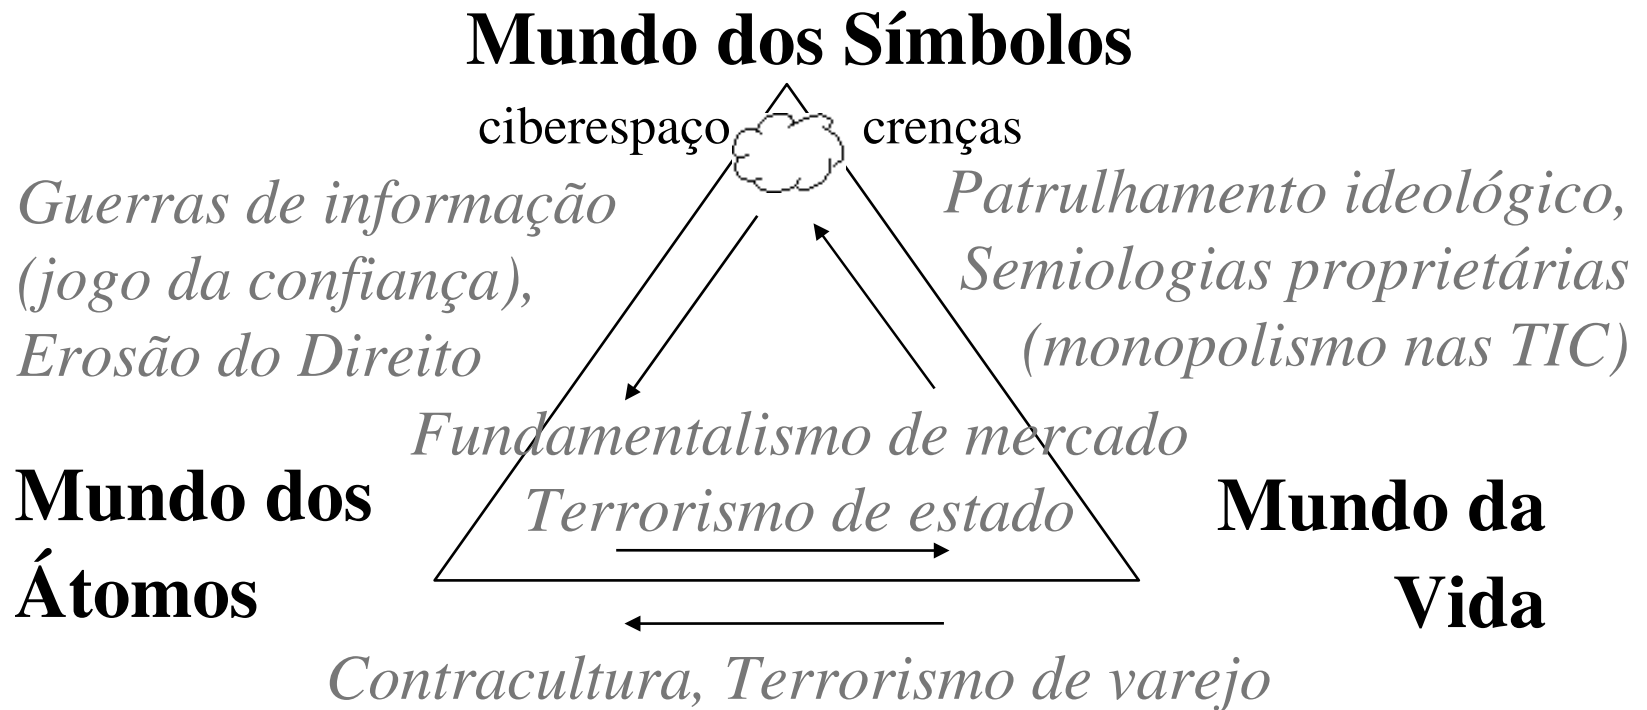 Mundo dos Símbolos
ciberespaço crenças
Guerras de informação
(jogo da confiança),
Erosão do Direito
Patrulhamento ideológico,
Semiologias proprietárias
(monopolismo nas TIC)
Fundamentalismo de mercado
Terrorismo de estado
Mundo dos
Átomos
Mundo da
Vida
Contracultura, Terrorismo de varejo